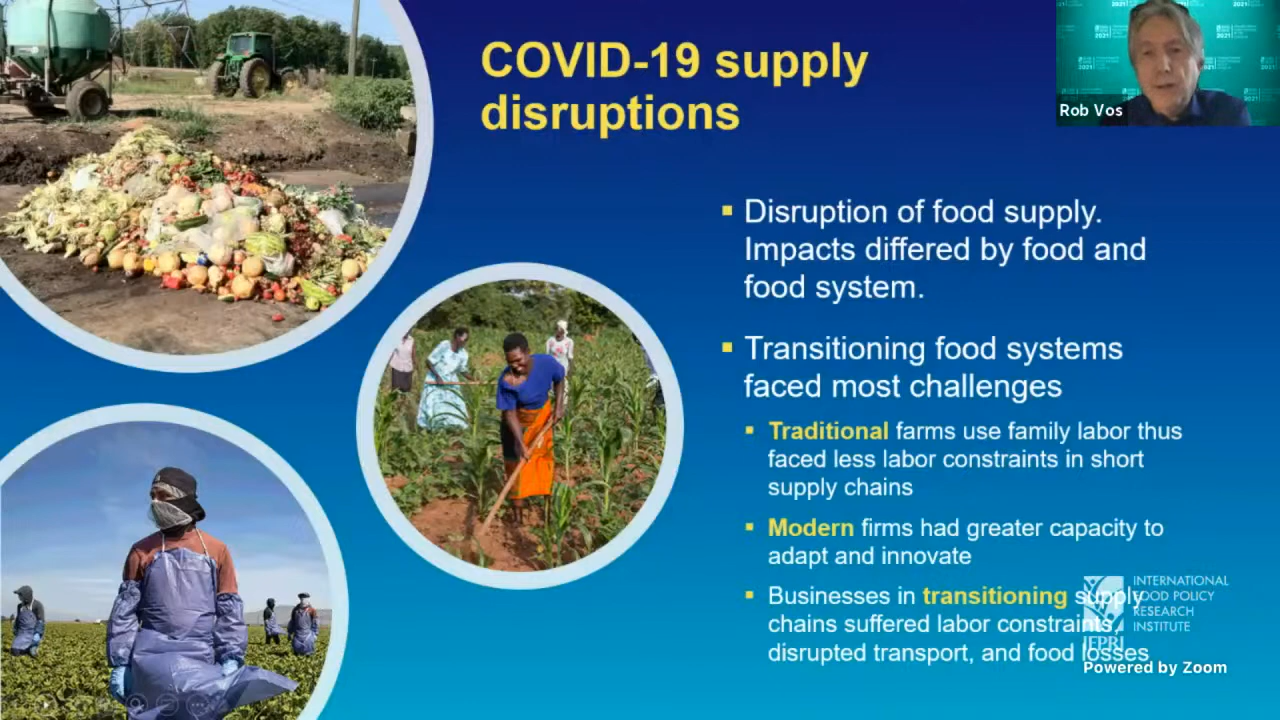 COVID-19 supply
disruptions
Rob Vos
▪ Disruption of food supply.
Impacts differed by food and
food system.
▪ Transitioning food systems
faced most challenges
▪ Traditional farms use family labor thus
faced less labor constraints in short
supply chains
▪ Modern firms had greater capacity to
adapt and innovate
▪ Businesses in transitioning supply
chains suffered labor constraints,
disrupted transport, and food losses
INTERNATIONAL
FOOD POLICY
RESEARCH
INSTITUTE
IFPRI
Powered by Zoom